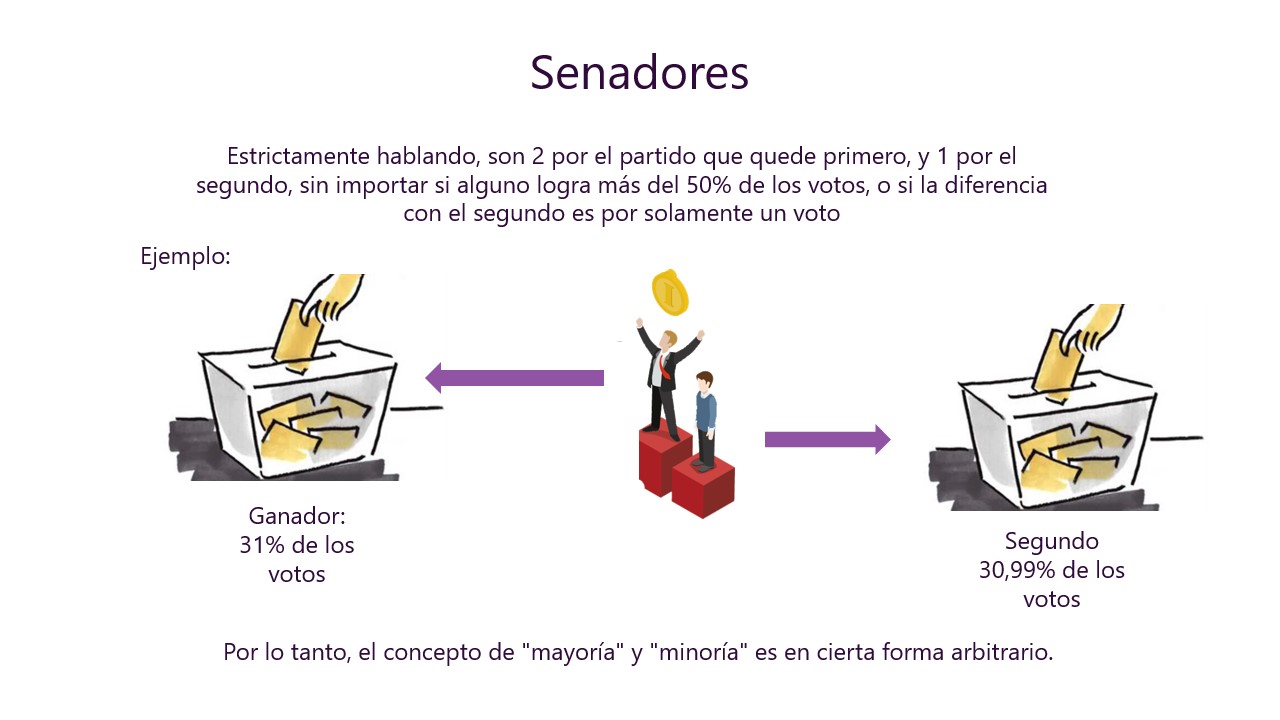 Senadores
Estrictamente hablando, son 2 por el partido que quede primero, y 1 por el
segundo, sin importar si alguno logra más del 50% de los votos, o si la diferencia
con el segundo es por solamente un voto
Ejemplo:
Ganador:
31% de los
votos
Segundo
30,99% de los
votos
Por lo tanto, el concepto de "mayoría" y "minoría" es en cierta forma arbitrario.